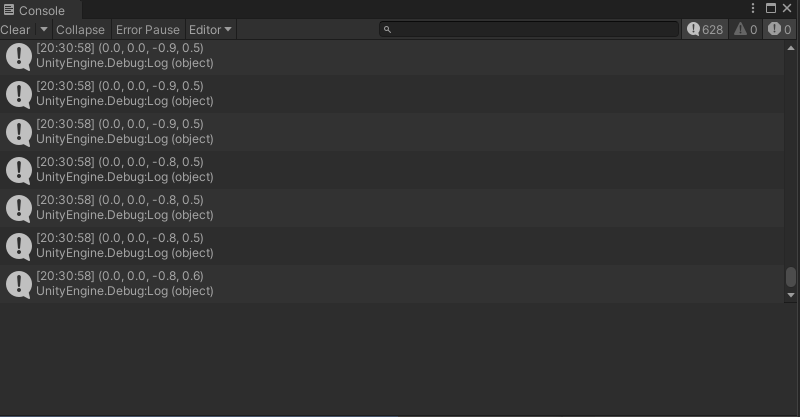 Console
Clear Collapse Error Pause Editor 628 0 0
[20:30:58] (0.0, 0.0, -0.9, 0.5)
UnityEngine.Debug:Log (object)
[20:30:58] (0.0, 0.0, -0.9, 0.5)
UnityEngine.Debug:Log (object)
[20:30:58] (0.0, 0.0, -0.9, 0.5)
UnityEngine.Debug:Log (object)
[20:30:58] (0.0, 0.0, -0.8, 0.5)
UnityEngine.Debug:Log (object)
[20:30:58] (0.0, 0.0, -0.8, 0.5)
UnityEngine.Debug:Log (object)
[20:30:58] (0.0, 0.0, -0.8, 0.5)
UnityEngine.Debug:Log (object)
[20:30:58] (0.0, 0.0, -0.8, 0.6)
UnityEngine.Debug:Log (object)